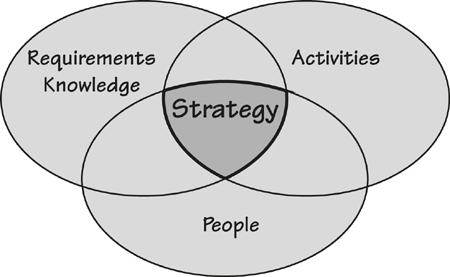 Requirements
Knowledge
Activities
Strategy
People